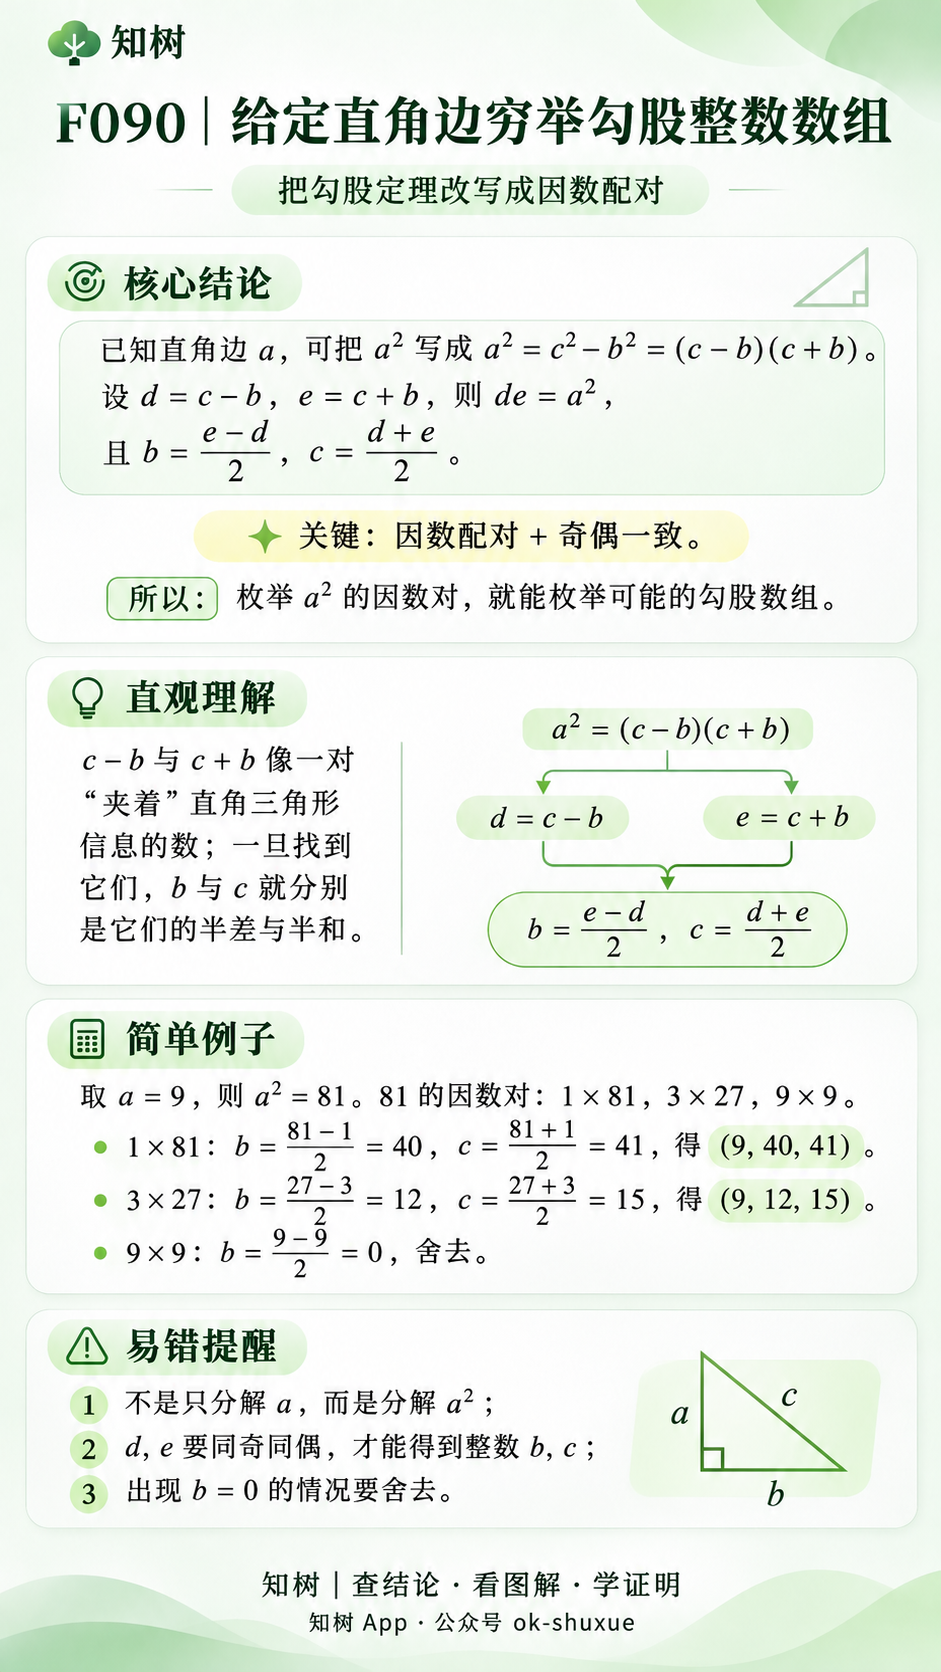 知树
F090｜给定直角边穷举勾股整数数组
把勾股定理改写成因数配对
核心结论
已知直角边 a，可把 a² 写成 a² = c² − b² = (c − b)(c + b)。
设 d = c − b，e = c + b，则 de = a²，
且 b = (e − d)/2，c = (d + e)/2。
关键：因数配对 + 奇偶一致。
所以：枚举 a² 的因数对，就能枚举可能的勾股数组。
直观理解
c − b 与 c + b 像一对
“夹着”直角三角形
信息的数；一旦找到
它们，b 与 c 就分别
是它们的半差与半和。
a² = (c − b)(c + b)
d = c − b
e = c + b
b = (e − d)/2，c = (d + e)/2
简单例子
取 a = 9，则 a² = 81。81 的因数对：1 × 81，3 × 27，9 × 9。
1 × 81：b = (81 − 1)/2 = 40，c = (81 + 1)/2 = 41，得 (9, 40, 41)。
3 × 27：b = (27 − 3)/2 = 12，c = (27 + 3)/2 = 15，得 (9, 12, 15)。
9 × 9：b = (9 − 9)/2 = 0，舍去。
易错提醒
1 不是只分解 a，而是分解 a²；
2 d, e 要同奇同偶，才能得到整数 b, c；
3 出现 b = 0 的情况要舍去。
a
c
b
知树｜查结论 · 看图解 · 学证明
知树 App · 公众号 ok-shuxue